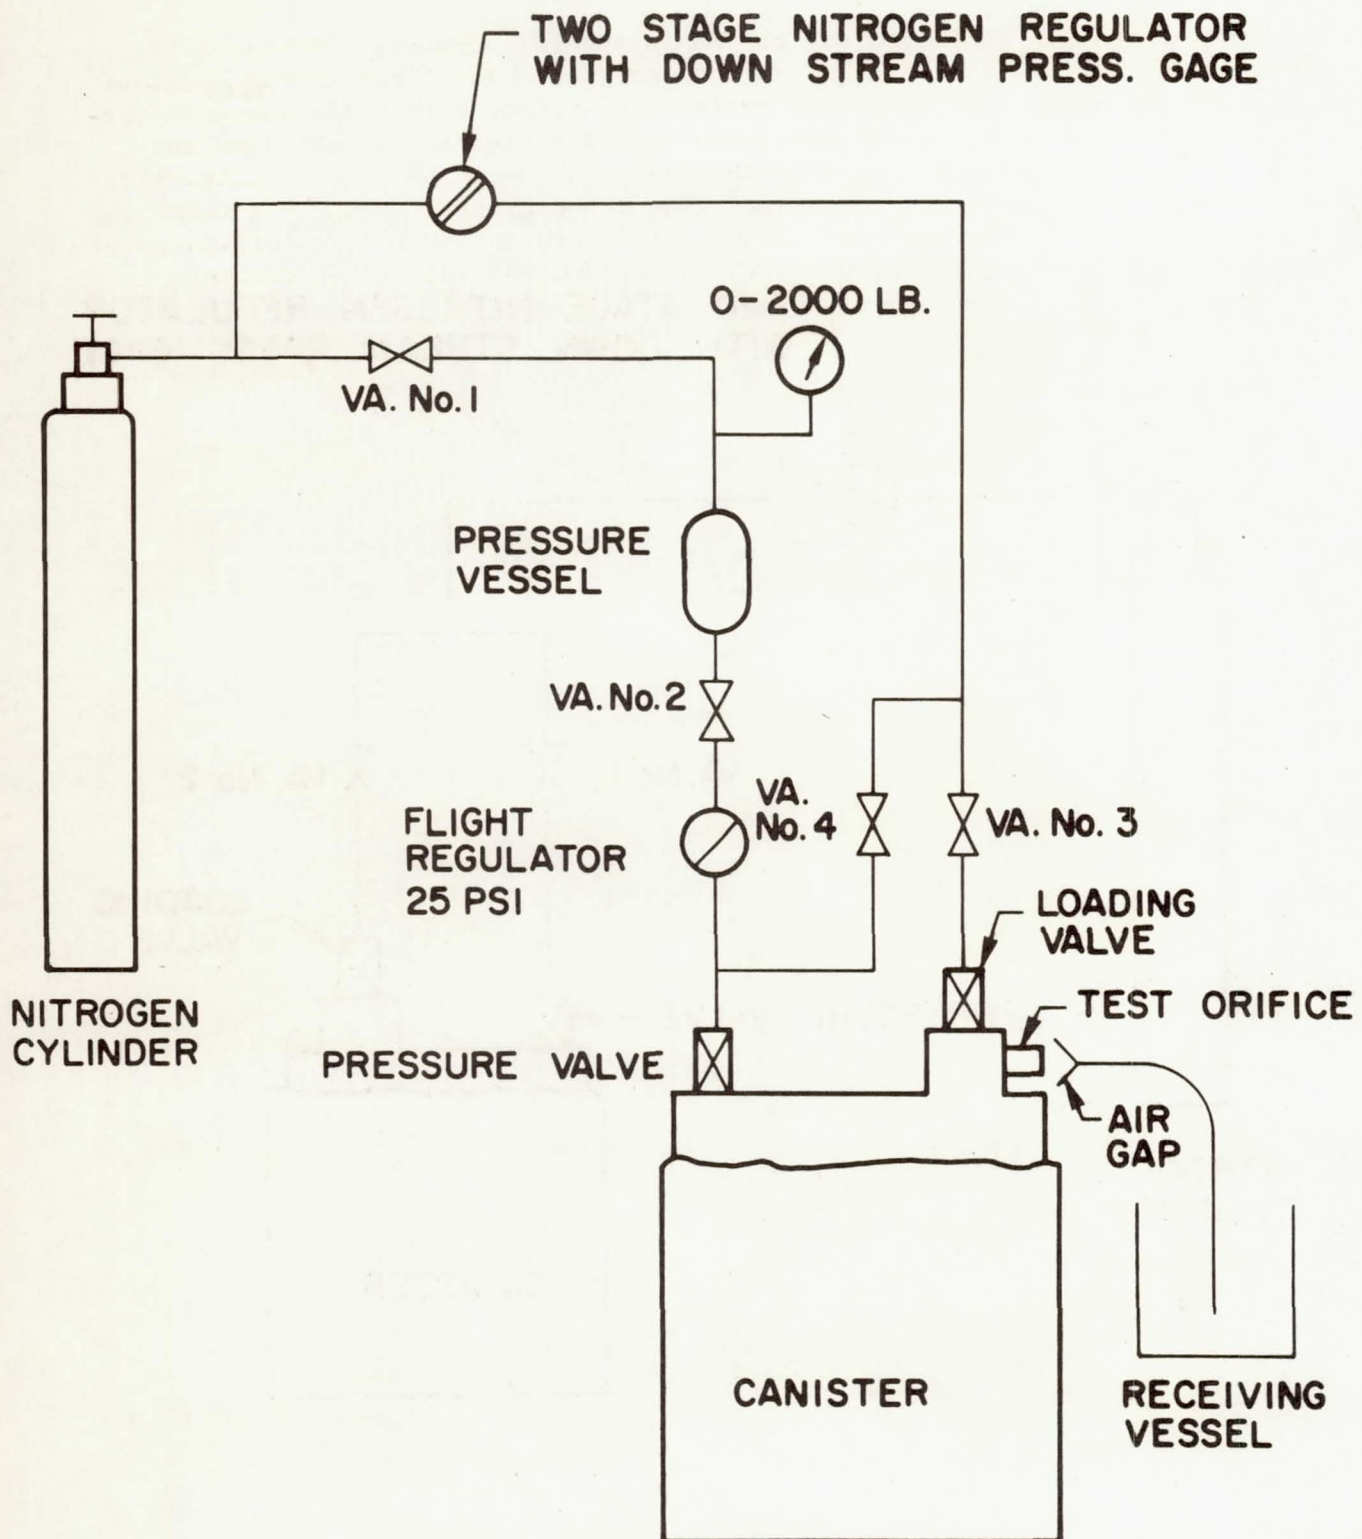 TWO STAGE NITROGEN REGULATOR
WITH DOWN STREAM PRESS. GAGE
0-2000 LB.
VA. No. 1
PRESSURE
VESSEL
VA. No. 2
VA.
No. 4
VA. No. 3
FLIGHT
REGULATOR
25 PSI
LOADING
VALVE
TEST ORIFICE
NITROGEN
CYLINDER
PRESSURE VALVE
AIR
GAP
CANISTER
RECEIVING
VESSEL